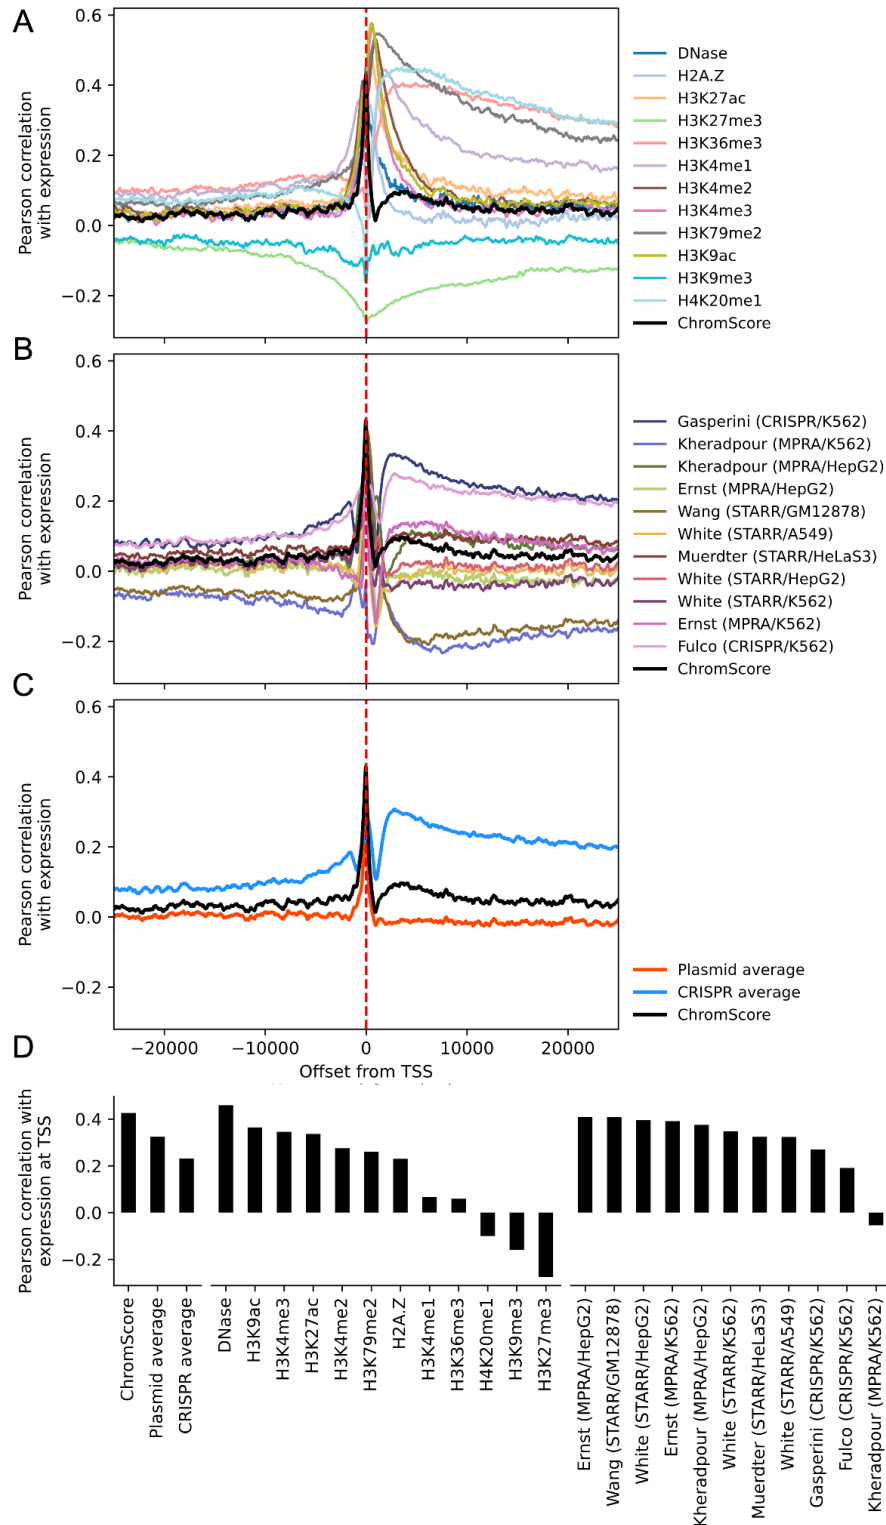 A
0.6
0.4
0.2
0.0
−0.2
Pearson correlation
with expression
DNase
H2A.Z
H3K27ac
H3K27me3
H3K36me3
H3K4me1
H3K4me2
H3K4me3
H3K79me2
H3K9ac
H3K9me3
H4K20me1
ChromScore
B
0.6
0.4
0.2
0.0
−0.2
Pearson correlation
with expression
Gasperini (CRISPR/K562)
Kheradpour (MPRA/K562)
Kheradpour (MPRA/HepG2)
Ernst (MPRA/HepG2)
Wang (STARR/GM12878)
White (STARR/A549)
Muerdter (STARR/HeLaS3)
White (STARR/HepG2)
White (STARR/K562)
Ernst (MPRA/K562)
Fulco (CRISPR/K562)
ChromScore
C
0.6
0.4
0.2
0.0
−0.2
Pearson correlation
with expression
Plasmid average
CRISPR average
ChromScore
−20000 −10000 0 10000 20000
Offset from TSS
D
0.4
0.2
0.0
−0.2
Pearson correlation with
expression at TSS
ChromScore
Plasmid average
CRISPR average
DNase
H3K9ac
H3K4me3
H3K27ac
H3K4me2
H3K79me2
H2A.Z
H3K4me1
H3K36me3
H4K20me1
H3K9me3
H3K27me3
Ernst (MPRA/HepG2)
Wang (STARR/GM12878)
White (STARR/HepG2)
Ernst (MPRA/K562)
Kheradpour (MPRA/HepG2)
White (STARR/K562)
Muerdter (STARR/HeLaS3)
White (STARR/A549)
Gasperini (CRISPR/K562)
Fulco (CRISPR/K562)
Kheradpour (MPRA/K562)